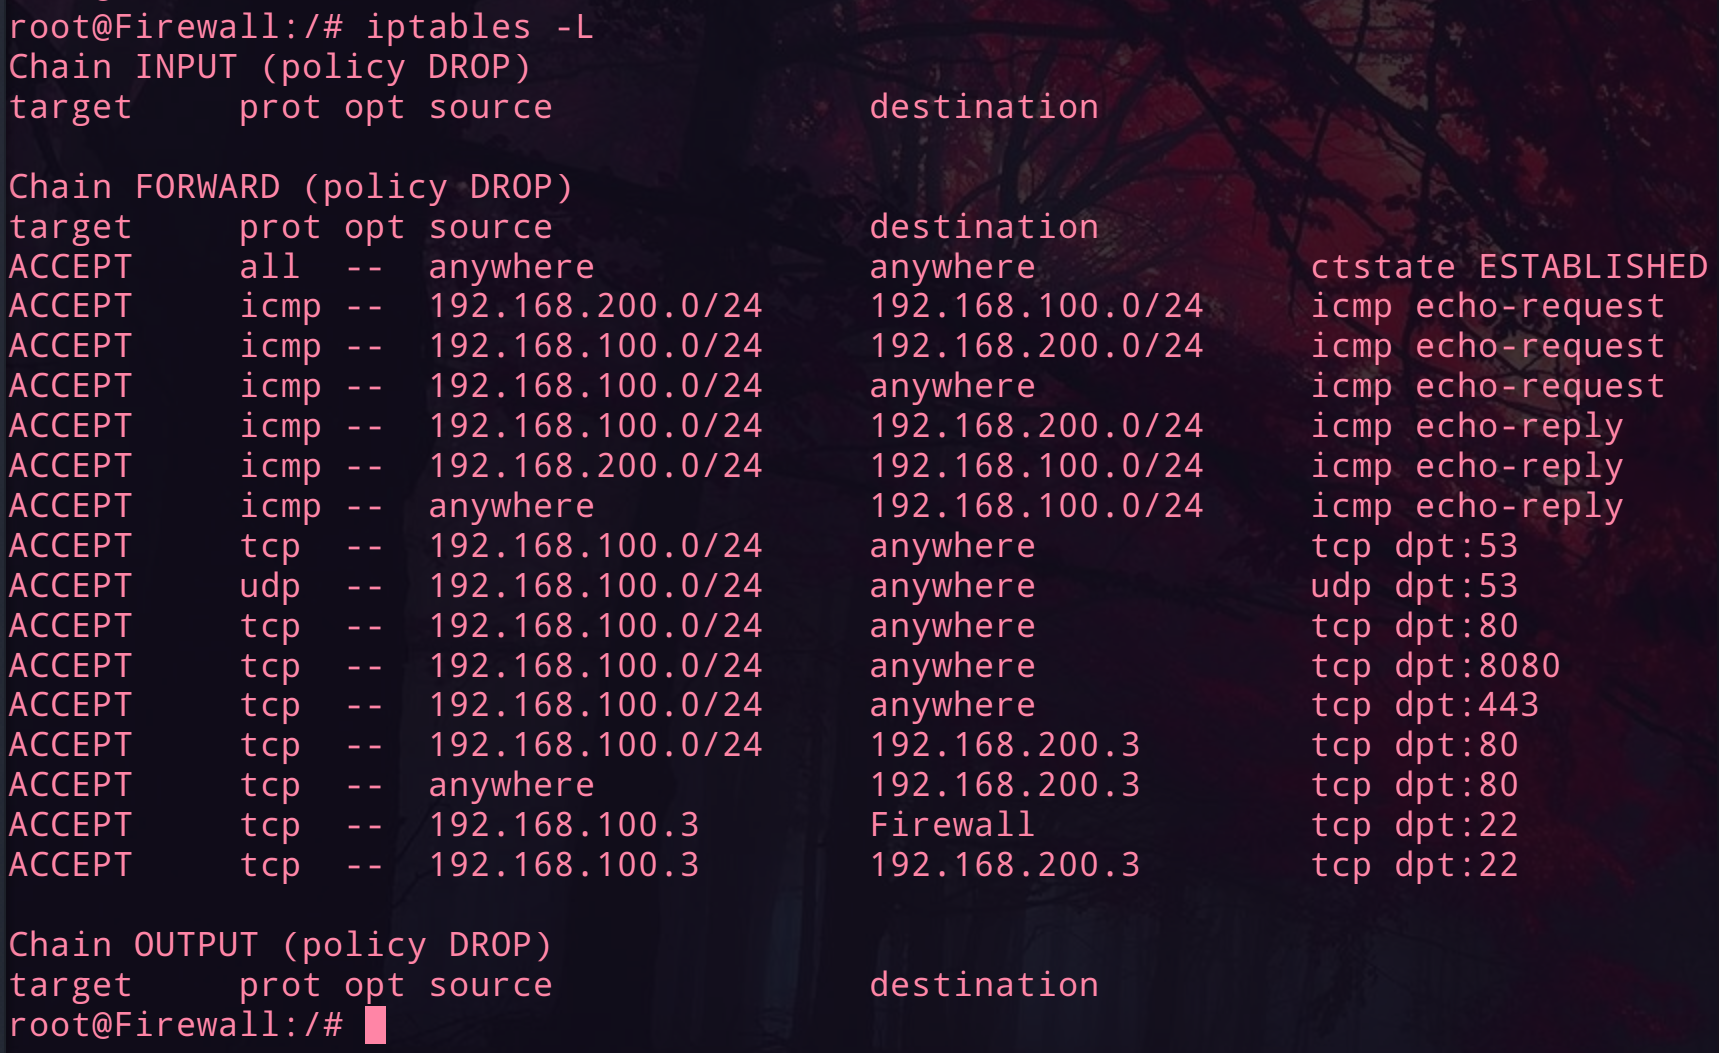 root@Firewall:/# iptables -L
Chain INPUT (policy DROP)
target     prot opt source               destination

Chain FORWARD (policy DROP)
target     prot opt source               destination
ACCEPT     all  --  anywhere             anywhere             ctstate ESTABLISHED
ACCEPT     icmp --  192.168.200.0/24     192.168.100.0/24     icmp echo-request
ACCEPT     icmp --  192.168.100.0/24     192.168.200.0/24     icmp echo-request
ACCEPT     icmp --  192.168.100.0/24     anywhere             icmp echo-request
ACCEPT     icmp --  192.168.100.0/24     192.168.200.0/24     icmp echo-reply
ACCEPT     icmp --  192.168.200.0/24     192.168.100.0/24     icmp echo-reply
ACCEPT     icmp --  anywhere             192.168.100.0/24     icmp echo-reply
ACCEPT     tcp  --  192.168.100.0/24     anywhere             tcp dpt:53
ACCEPT     udp  --  192.168.100.0/24     anywhere             udp dpt:53
ACCEPT     tcp  --  192.168.100.0/24     anywhere             tcp dpt:80
ACCEPT     tcp  --  192.168.100.0/24     anywhere             tcp dpt:8080
ACCEPT     tcp  --  192.168.100.0/24     anywhere             tcp dpt:443
ACCEPT     tcp  --  192.168.100.0/24     192.168.200.3        tcp dpt:80
ACCEPT     tcp  --  anywhere             192.168.200.3        tcp dpt:80
ACCEPT     tcp  --  192.168.100.3        Firewall             tcp dpt:22
ACCEPT     tcp  --  192.168.100.3        192.168.200.3        tcp dpt:22

Chain OUTPUT (policy DROP)
target     prot opt source               destination
root@Firewall:/#